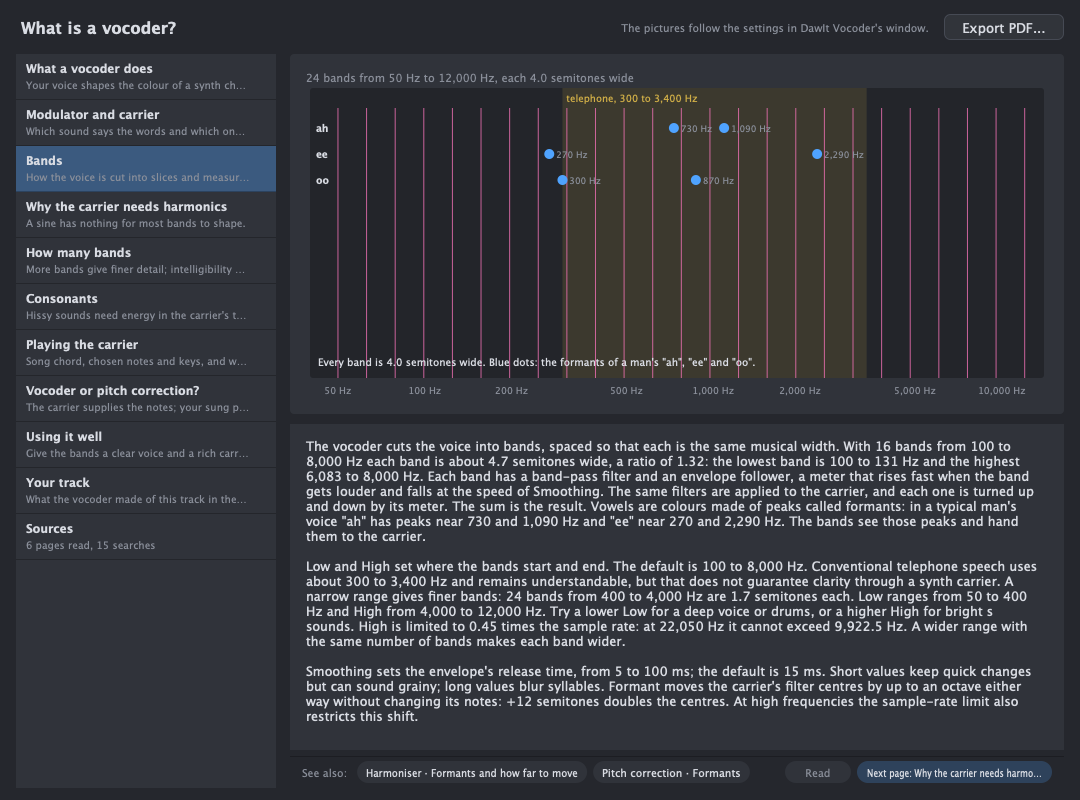 What is a vocoder?
The pictures follow the settings in DawIt Vocoder's window.
Export PDF...
What a vocoder does
Your voice shapes the colour of a synth ch...
Modulator and carrier
Which sound says the words and which on...
Bands
How the voice is cut into slices and measur...
Why the carrier needs harmonics
A sine has nothing for most bands to shape.
How many bands
More bands give finer detail; intelligibility ...
Consonants
Hissy sounds need energy in the carrier's t...
Playing the carrier
Song chord, chosen notes and keys, and w...
Vocoder or pitch correction?
The carrier supplies the notes; your sung p...
Using it well
Give the bands a clear voice and a rich carr...
Your track
What the vocoder made of this track in the...
Sources
6 pages read, 15 searches
24 bands from 50 Hz to 12,000 Hz, each 4.0 semitones wide
telephone, 300 to 3,400 Hz
ah 730 Hz 1,090 Hz
ee 270 Hz 2,290 Hz
oo 300 Hz 870 Hz
Every band is 4.0 semitones wide. Blue dots: the formants of a man's "ah", "ee" and "oo".
50 Hz 100 Hz 200 Hz 500 Hz 1,000 Hz 2,000 Hz 5,000 Hz 10,000 Hz
The vocoder cuts the voice into bands, spaced so that each is the same musical width. With 16 bands from 100 to
8,000 Hz each band is about 4.7 semitones wide, a ratio of 1.32: the lowest band is 100 to 131 Hz and the highest
6,083 to 8,000 Hz. Each band has a band-pass filter and an envelope follower, a meter that rises fast when the band
gets louder and falls at the speed of Smoothing. The same filters are applied to the carrier, and each one is turned up
and down by its meter. The sum is the result. Vowels are colours made of peaks called formants: in a typical man's
voice "ah" has peaks near 730 and 1,090 Hz and "ee" near 270 and 2,290 Hz. The bands see those peaks and hand
them to the carrier.
Low and High set where the bands start and end. The default is 100 to 8,000 Hz. Conventional telephone speech uses
about 300 to 3,400 Hz and remains understandable, but that does not guarantee clarity through a synth carrier. A
narrow range gives finer bands: 24 bands from 400 to 4,000 Hz are 1.7 semitones each. Low ranges from 50 to 400
Hz and High from 4,000 to 12,000 Hz. Try a lower Low for a deep voice or drums, or a higher High for bright s
sounds. High is limited to 0.45 times the sample rate: at 22,050 Hz it cannot exceed 9,922.5 Hz. A wider range with
the same number of bands makes each band wider.
Smoothing sets the envelope's release time, from 5 to 100 ms; the default is 15 ms. Short values keep quick changes
but can sound grainy; long values blur syllables. Formant moves the carrier's filter centres by up to an octave either
way without changing its notes: +12 semitones doubles the centres. At high frequencies the sample-rate limit also
restricts this shift.
See also: Harmoniser · Formants and how far to move Pitch correction · Formants Read Next page: Why the carrier needs harmo...